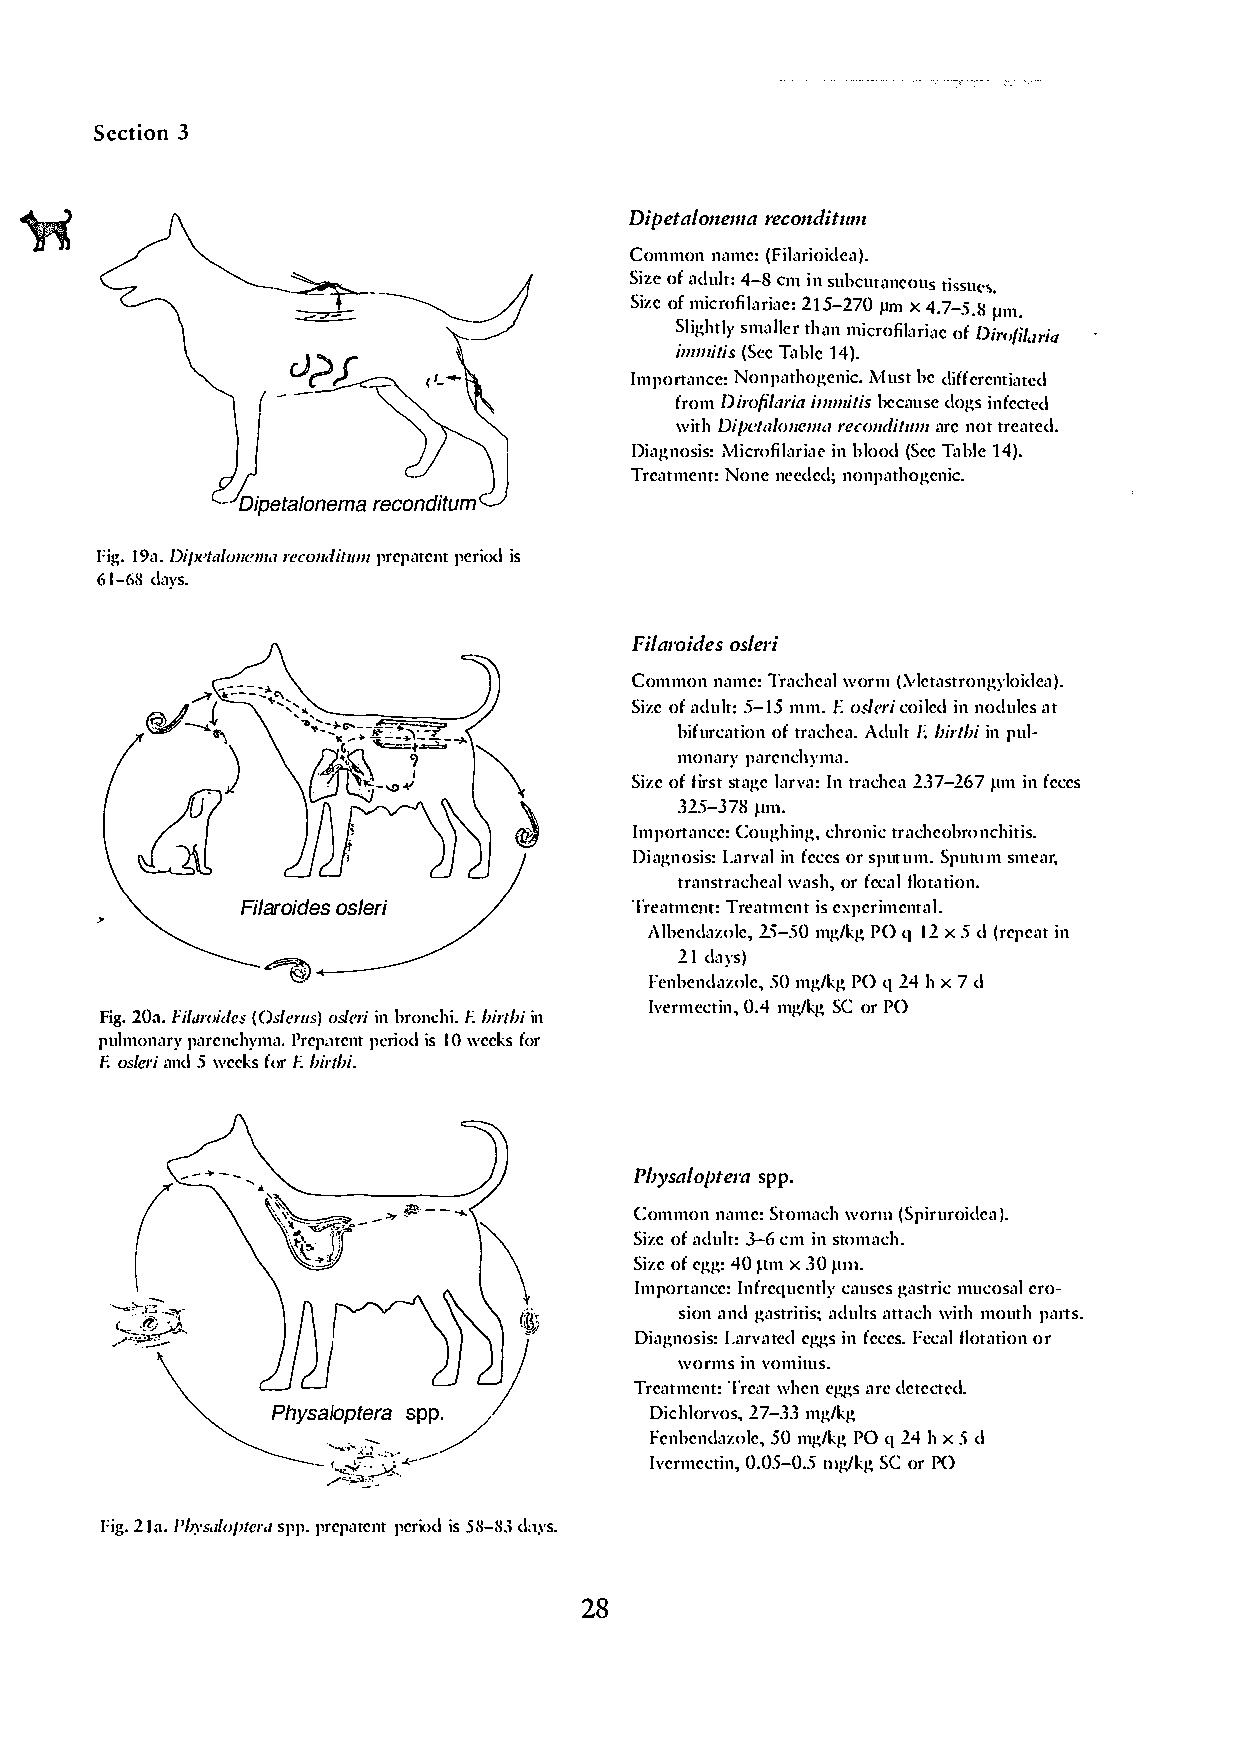 Section 3
Dipetalonema reconditum
Common name: (Filarioidea).
Size of adult: 4–8 cm in subcutaneous tissues.
Size of microfilariae: 215–270 µm × 4.7–5.8 µm.
Slightly smaller than microfilariae of Dirofilaria
immitis (See Table 14).
Importance: Nonpathogenic. Must be differentiated
from Dirofilaria immitis because dogs infected
with Dipetalonema reconditum are not treated.
Diagnosis: Microfilariae in blood (See Table 14).
Treatment: None needed; nonpathogenic.
Dipetalonema reconditum
Fig. 19a. Dipetalonema reconditum prepatent period is
61–68 days.
Filaroides osleri
Common name: Tracheal worm (Metastrongyloidea).
Size of adult: 5–15 mm. F. osleri coiled in nodules at
bifurcation of trachea. Adult F. hirthi in pul-
monary parenchyma.
Size of first stage larva: In trachea 237–267 µm in feces
325–378 µm.
Importance: Coughing, chronic tracheobronchitis.
Diagnosis: Larval in feces or sputum. Sputum smear,
transtracheal wash, or fecal flotation.
Treatment: Treatment is experimental.
Albendazole, 25–50 mg/kg PO q 12 × 5 d (repeat in
21 days)
Fenbendazole, 50 mg/kg PO q 24 h × 7 d
Ivermectin, 0.4 mg/kg SC or PO
Filaroides osleri
Fig. 20a. Filaroides (Oslerus) osleri in bronchi. F. hirthi in
pulmonary parenchyma. Prepatent period is 10 weeks for
F. osleri and 5 weeks for F. hirthi.
Physaloptera spp.
Common name: Stomach worm (Spiruroidea).
Size of adult: 3–6 cm in stomach.
Size of egg: 40 µm × 30 µm.
Importance: Infrequently causes gastric mucosal ero-
sion and gastritis; adults attach with mouth parts.
Diagnosis: Larvated eggs in feces. Fecal flotation or
worms in vomitus.
Treatment: Treat when eggs are detected.
Dichlorvos, 27–33 mg/kg
Fenbendazole, 50 mg/kg PO q 24 h × 5 d
Ivermectin, 0.05–0.5 mg/kg SC or PO
Physaloptera spp.
Fig. 21a. Physaloptera spp. prepatent period is 58–83 days.
28